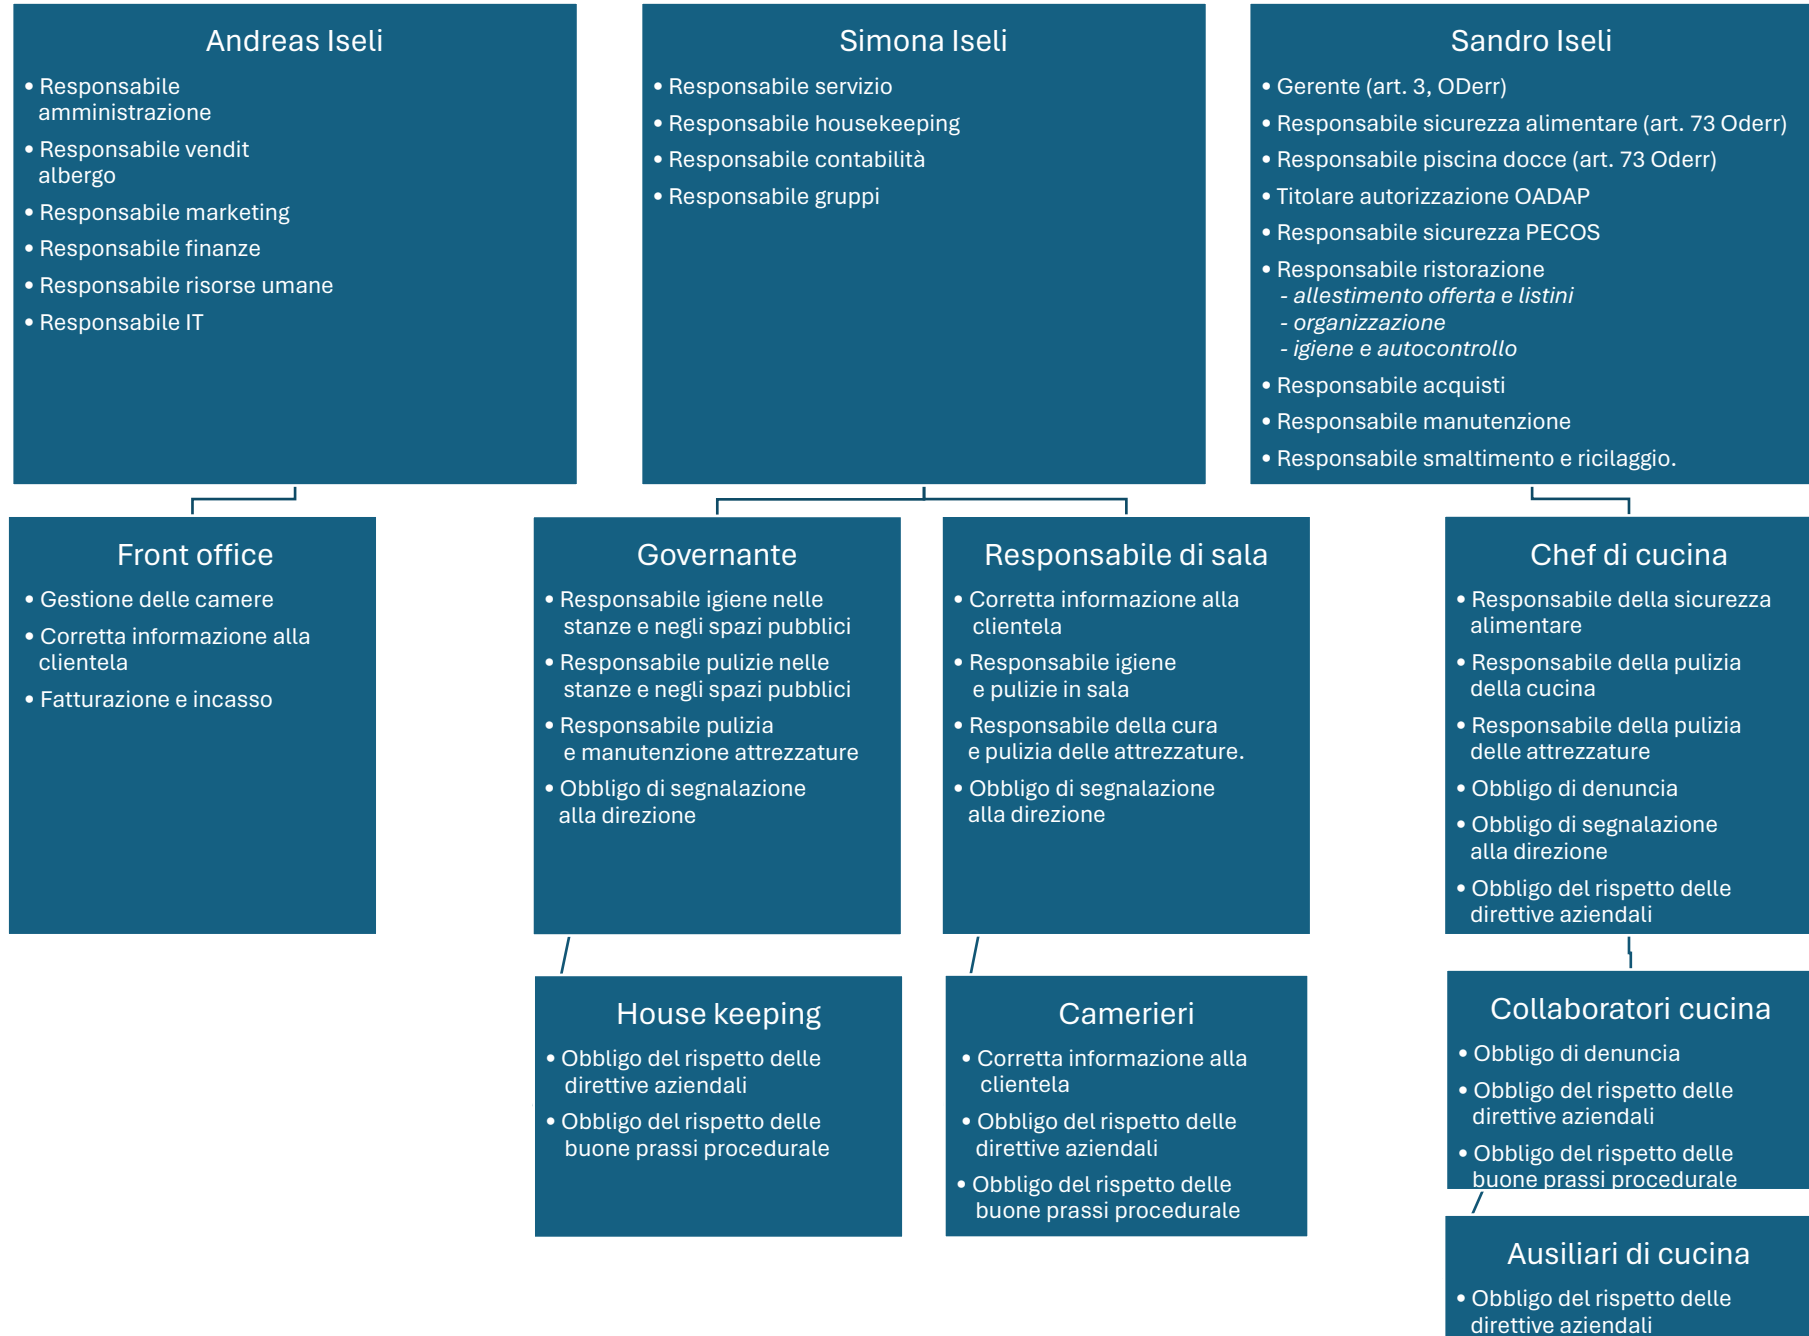 Andreas Iseli
• Responsabile
amministrazione
• Responsabile vendit
albergo
• Responsabile marketing
• Responsabile finanze
• Responsabile risorse umane
• Responsabile IT
Simona Iseli
• Responsabile servizio
• Responsabile housekeeping
• Responsabile contabilità
• Responsabile gruppi
Sandro Iseli
• Gerente (art. 3, ODerr)
• Responsabile sicurezza alimentare (art. 73 Oderr)
• Responsabile piscina docce (art. 73 Oderr)
• Titolare autorizzazione OADAP
• Responsabile sicurezza PECOS
• Responsabile ristorazione
- allestimento offerta e listini
- organizzazione
- igiene e autocontrollo
• Responsabile acquisti
• Responsabile manutenzione
• Responsabile smaltimento e ricilaggio.
Front office
• Gestione delle camere
• Corretta informazione alla
clientela
• Fatturazione e incasso
Governante
• Responsabile igiene nelle
stanze e negli spazi pubblici
• Responsabile pulizie nelle
stanze e negli spazi pubblici
• Responsabile pulizia
e manutenzione attrezzature
• Obbligo di segnalazione
alla direzione
Responsabile di sala
• Corretta informazione alla
clientela
• Responsabile igiene
e pulizie in sala
• Responsabile della cura
e pulizia delle attrezzature.
• Obbligo di segnalazione
alla direzione
Chef di cucina
• Responsabile della sicurezza
alimentare
• Responsabile della pulizia
della cucina
• Responsabile della pulizia
delle attrezzature
• Obbligo di denuncia
• Obbligo di segnalazione
alla direzione
• Obbligo del rispetto delle
direttive aziendali
House keeping
• Obbligo del rispetto delle
direttive aziendali
• Obbligo del rispetto delle
buone prassi procedurale
Camerieri
• Corretta informazione alla
clientela
• Obbligo del rispetto delle
direttive aziendali
• Obbligo del rispetto delle
buone prassi procedurale
Collaboratori cucina
• Obbligo di denuncia
• Obbligo del rispetto delle
direttive aziendali
• Obbligo del rispetto delle
buone prassi procedurale
Ausiliari di cucina
• Obbligo del rispetto delle
direttive aziendali